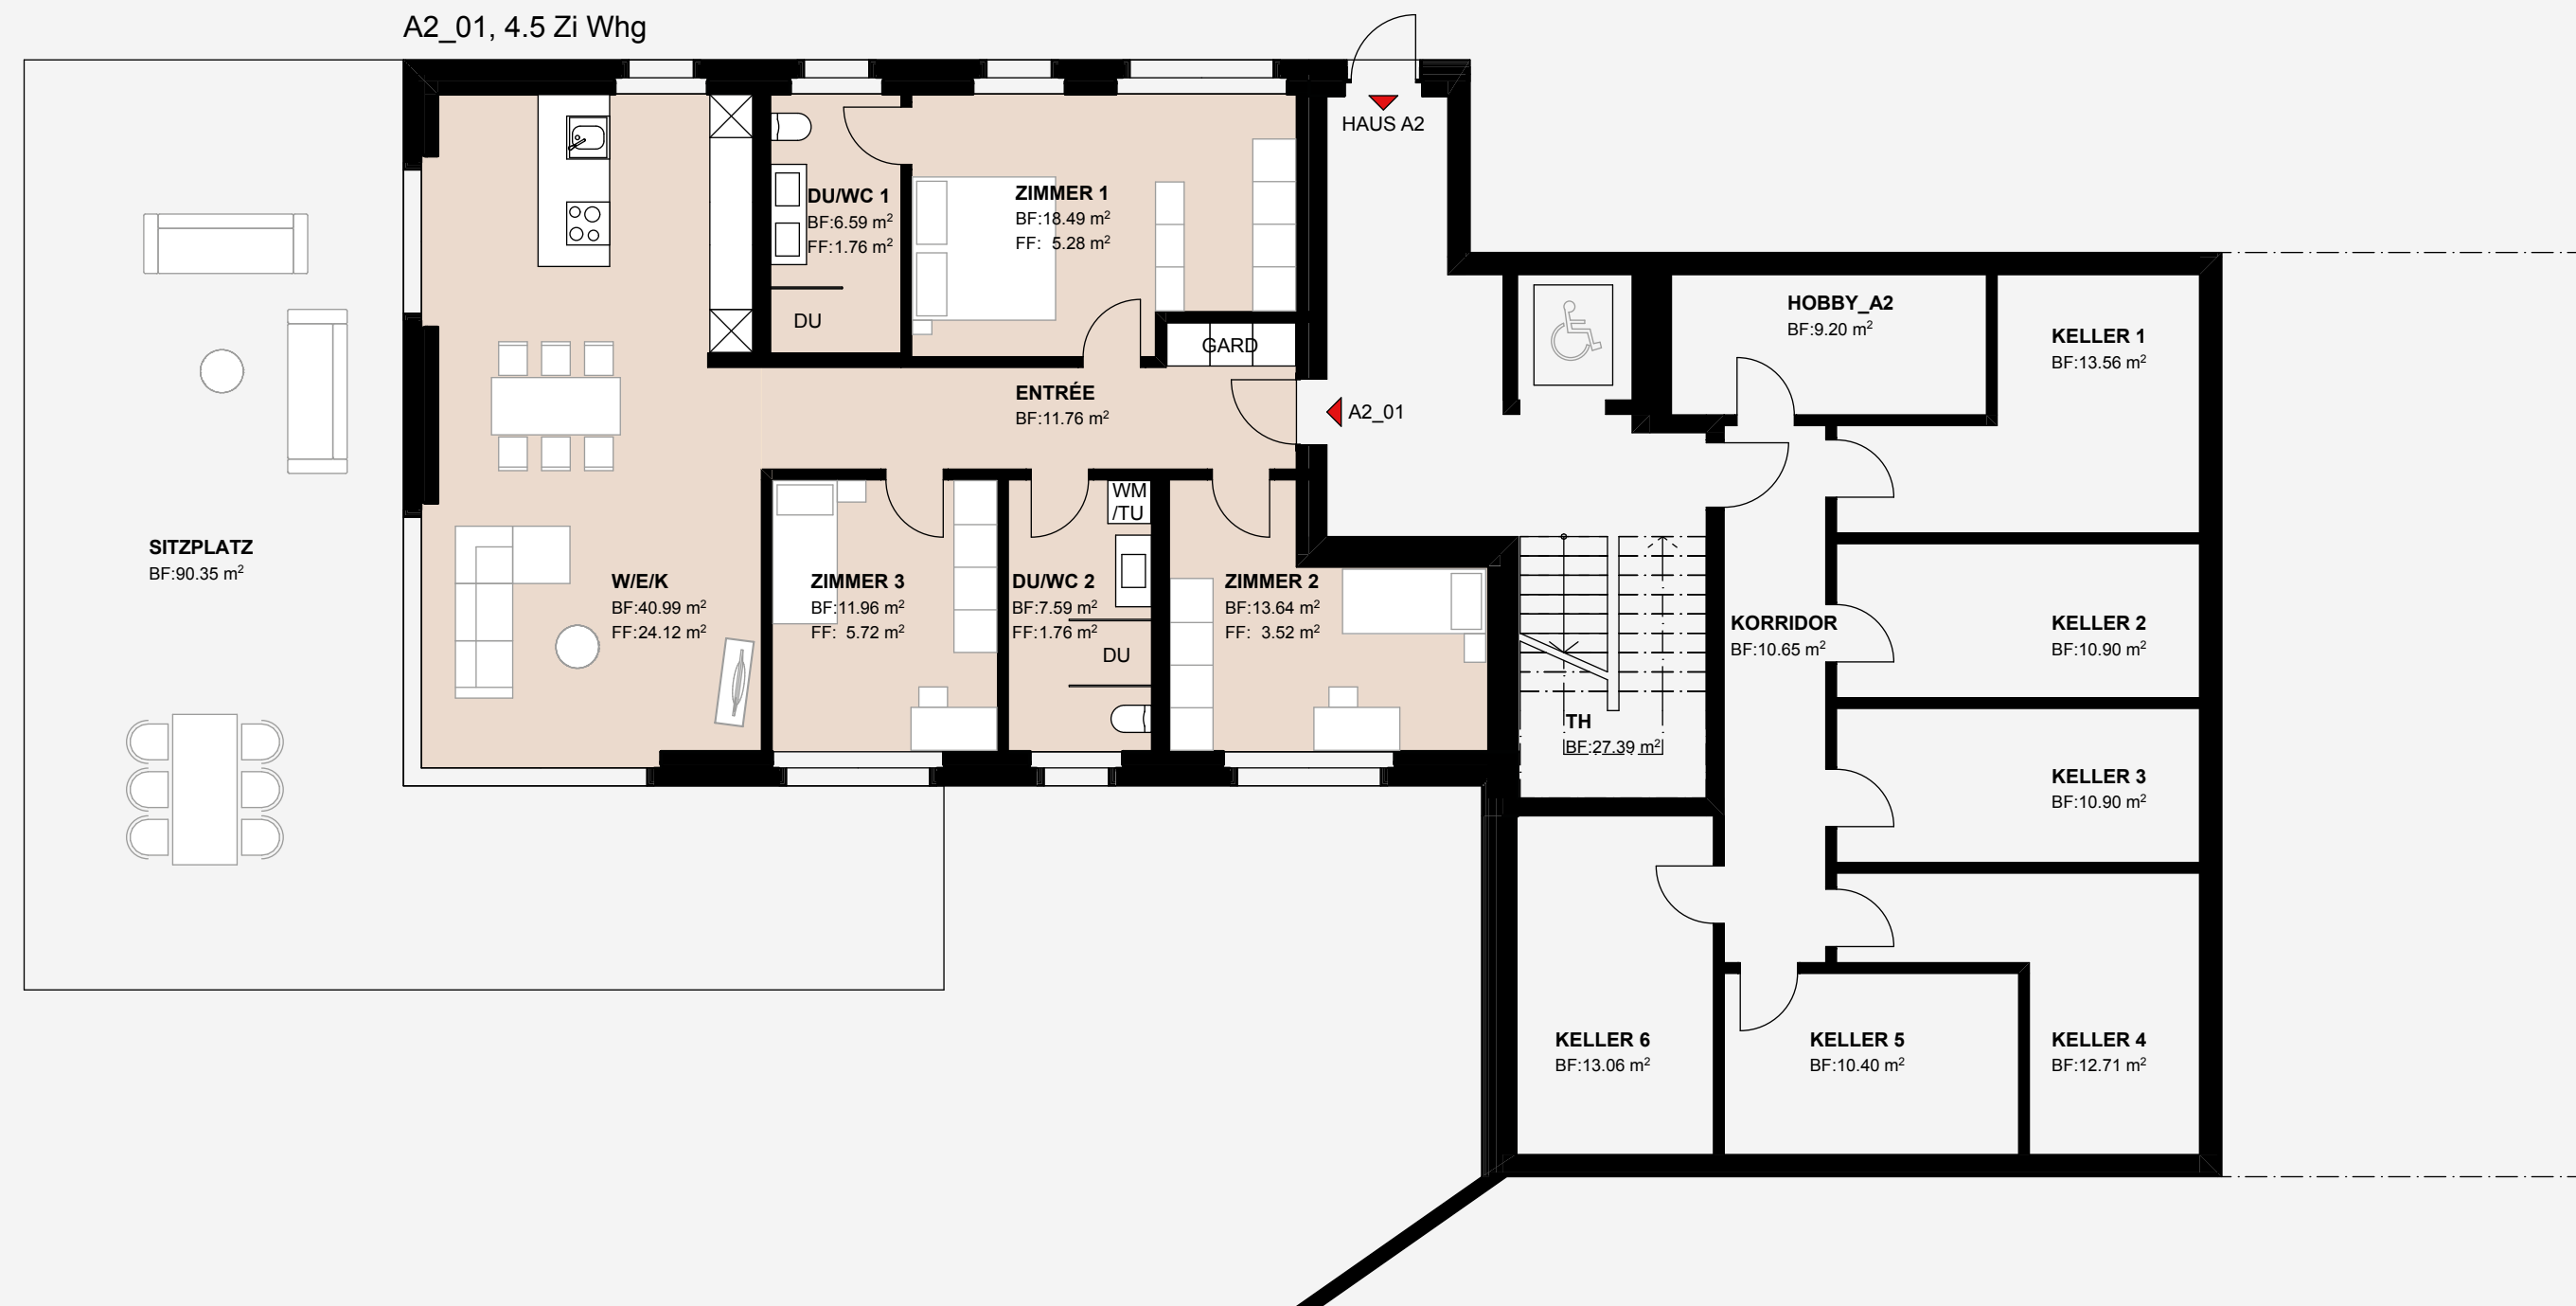 A2_01, 4.5 Zi Whg
HAUS A2
DU/WC 1
BF:6.59 m²
FF:1.76 m²
DU
ZIMMER 1
BF:18.49 m²
FF: 5.28 m²
GARD
ENTRÉE
BF:11.76 m²
A2_01
HOBBY_A2
BF:9.20 m²
KELLER 1
BF:13.56 m²
SITZPLATZ
BF:90.35 m²
W/E/K
BF:40.99 m²
FF:24.12 m²
ZIMMER 3
BF:11.96 m²
FF: 5.72 m²
WM
/TU
DU/WC 2
BF:7.59 m²
FF:1.76 m²
DU
ZIMMER 2
BF:13.64 m²
FF: 3.52 m²
TH
BF:27.39 m²
KORRIDOR
BF:10.65 m²
KELLER 2
BF:10.90 m²
KELLER 3
BF:10.90 m²
KELLER 6
BF:13.06 m²
KELLER 5
BF:10.40 m²
KELLER 4
BF:12.71 m²